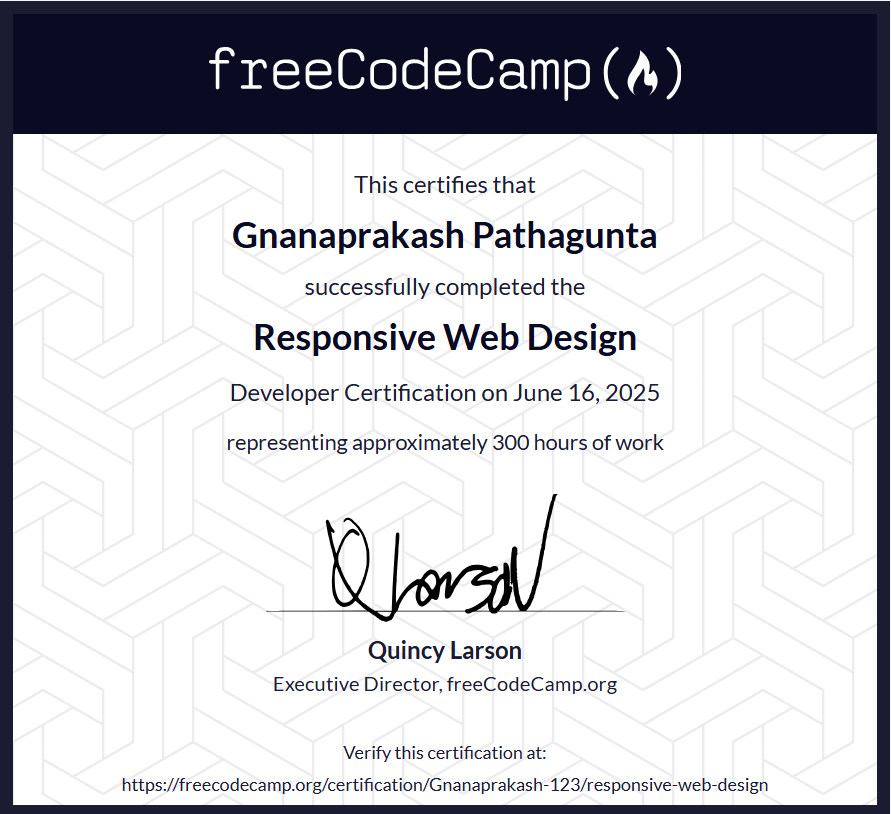 freeCodeCamp(🔥)
This certifies that
Gnanaprakash Pathagunta
successfully completed the
Responsive Web Design
Developer Certification on June 16, 2025
representing approximately 300 hours of work
Q Larson
Quincy Larson
Executive Director, freeCodeCamp.org
Verify this certification at:
https://freecodecamp.org/certification/Gnanaprakash-123/responsive-web-design